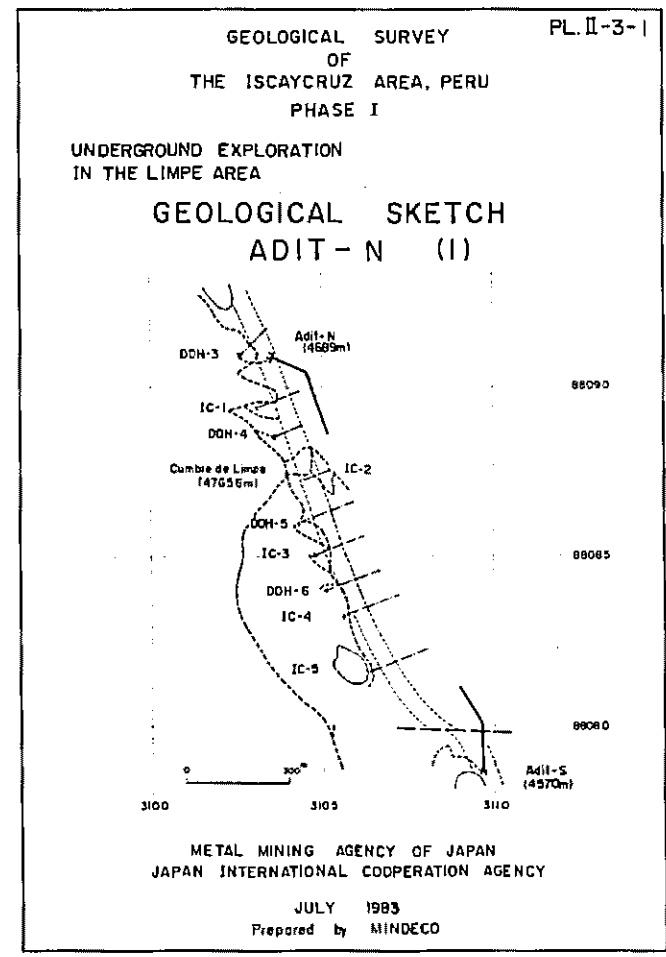 PL.II-3-1
GEOLOGICAL SURVEY
OF
THE ISCAYCRUZ AREA, PERU
PHASE I
UNDERGROUND EXPLORATION
IN THE LIMPE AREA
GEOLOGICAL SKETCH
ADIT-N (I)
Adit-N
(4689m)
DDH-3
88090
IC-1
DDH-4
Cumbre de Limpe
IC-2
DDH-5
IC-3
88085
DDH-6
IC-4
IC-5
88080
Adit-S
(4570m)
0 300m
3100 3105 3110
METAL MINING AGENCY OF JAPAN
JAPAN INTERNATIONAL COOPERATION AGENCY
JULY 1983
Prepared by MINDECO